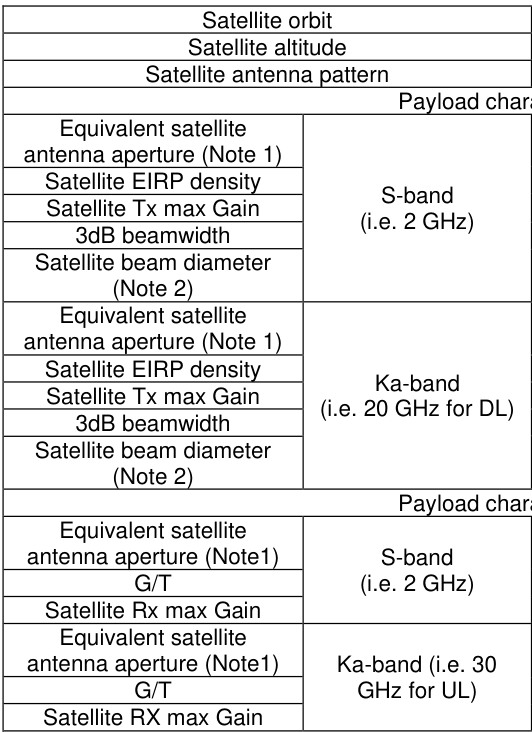 Satellite orbit
Satellite altitude
Satellite antenna pattern
Payload chara
Equivalent satellite
antenna aperture (Note 1)
Satellite EIRP density
Satellite Tx max Gain
3dB beamwidth
Satellite beam diameter
(Note 2)
S-band
(i.e. 2 GHz)
Equivalent satellite
antenna aperture (Note 1)
Satellite EIRP density
Satellite Tx max Gain
3dB beamwidth
Satellite beam diameter
(Note 2)
Ka-band
(i.e. 20 GHz for DL)
Payload chara
Equivalent satellite
antenna aperture (Note1)
G/T
Satellite Rx max Gain
S-band
(i.e. 2 GHz)
Equivalent satellite
antenna aperture (Note1)
G/T
Satellite RX max Gain
Ka-band (i.e. 30
GHz for UL)